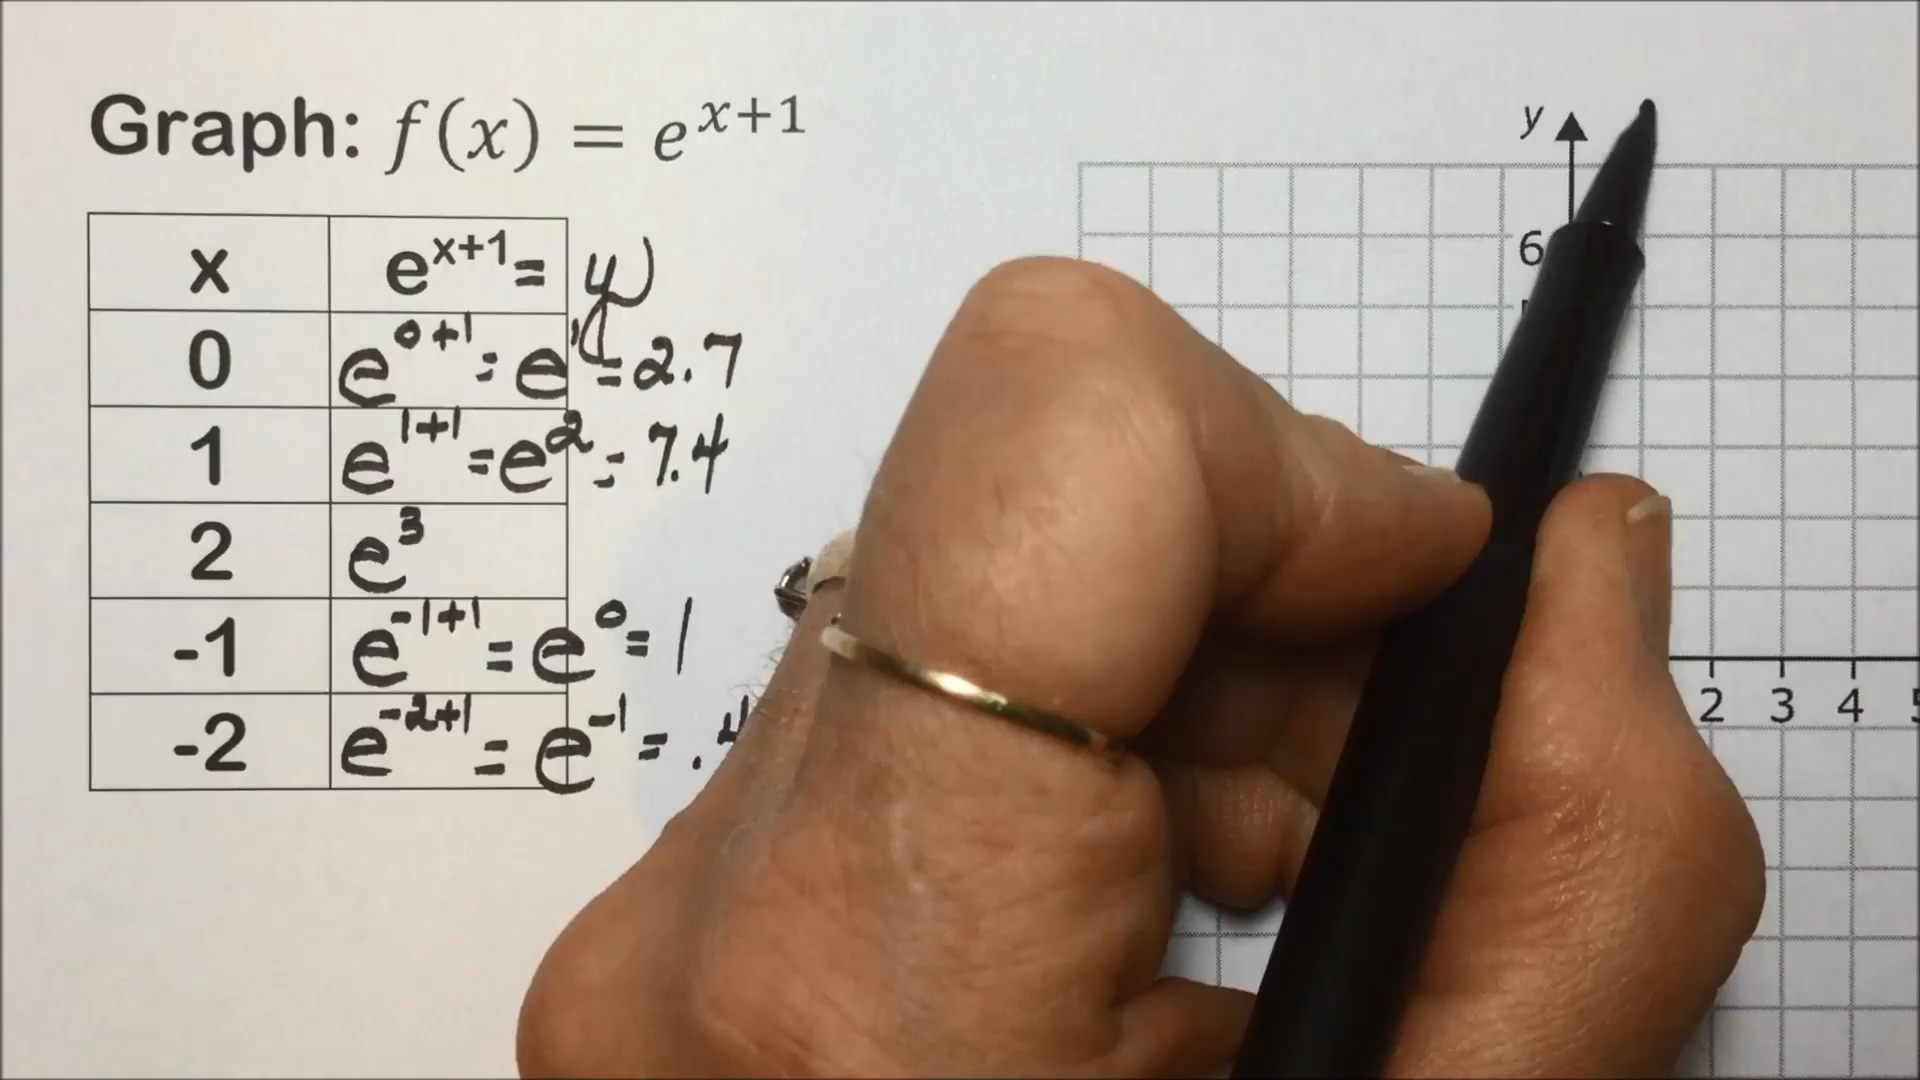 Graph: f(x) = e^{x+1}
x e^{x+1} = y
0 e^{0+1} = e^1 = 2.7
1 e^{1+1} = e^2 = 7.4
2 e^3
-1 e^{-1+1} = e^0 = 1
-2 e^{-2+1} = e^{-1} = .4
y
6
2 3 4